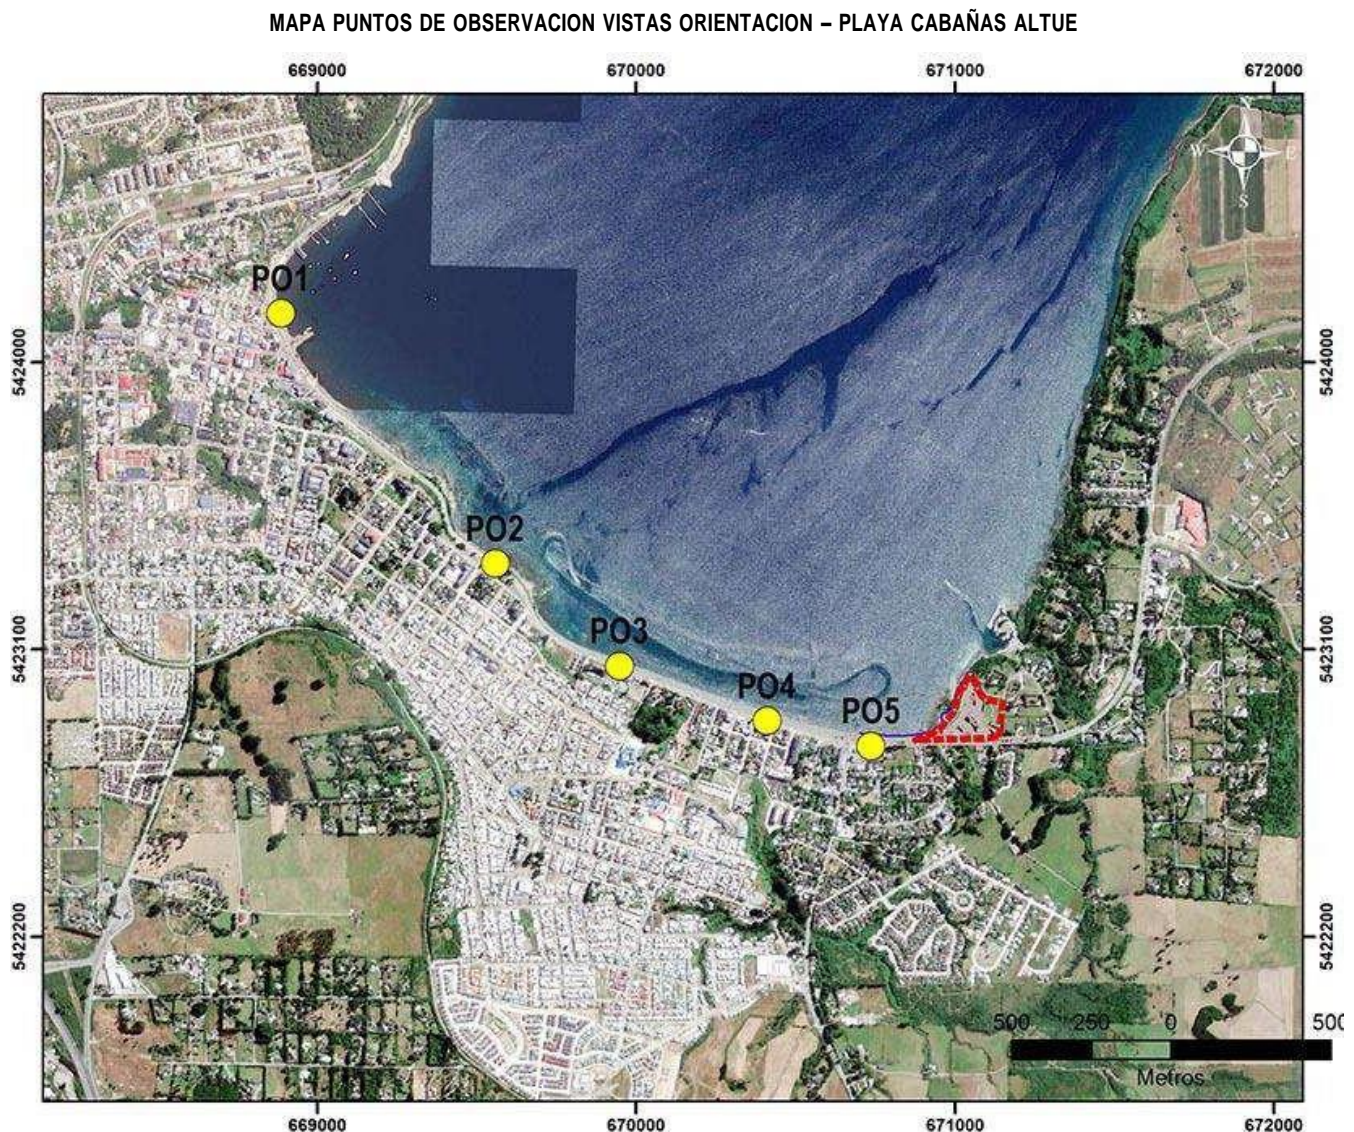 MAPA PUNTOS DE OBSERVACION VISTAS ORIENTACION – PLAYA CABAÑAS ALTUE
669000 670000 671000 672000
N
W E
S
PO1
5424000 5424000
PO2
PO3
5423100 5423100
PO4
PO5
5422200 5422200
500 250 0 500
Metros
669000 670000 671000 672000